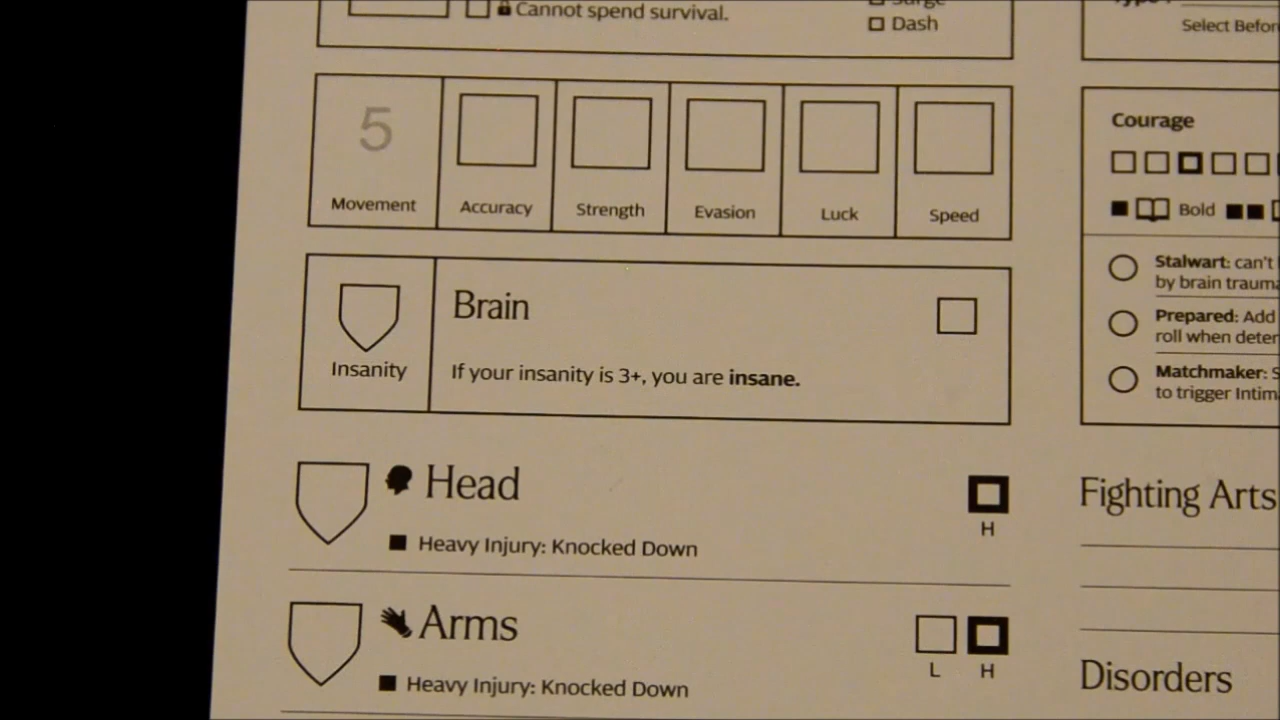 Cannot spend survival.
Dash
Select Befor
5
Movement
Accuracy
Strength
Evasion
Luck
Speed
Courage
Bold
Insanity
Brain
If your insanity is 3+, you are insane.
Stalwart: can't
by brain trauma
Prepared: Add
roll when deter
Matchmaker: S
to trigger Intim
Head
H
Heavy Injury: Knocked Down
Fighting Arts
Arms
L H
Heavy Injury: Knocked Down
Disorders